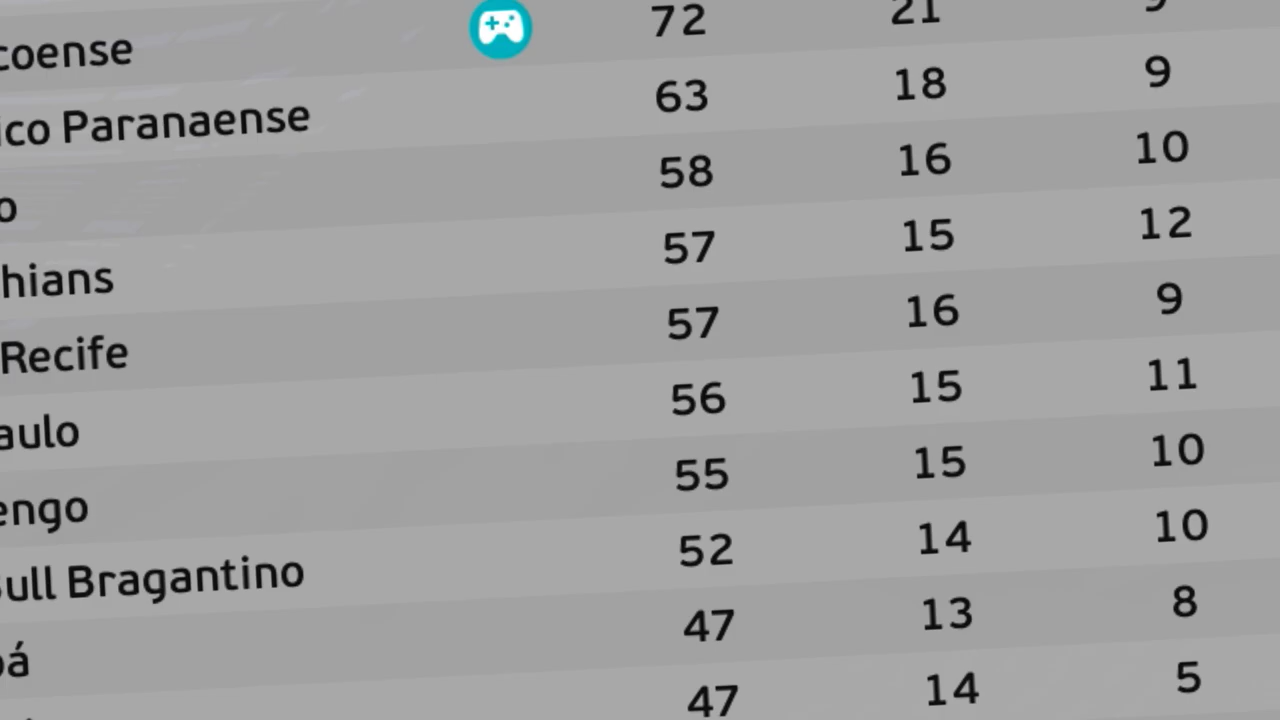 coense 72 21 9
ico Paranaense 63 18 9
o 58 16 10
hians 57 15 12
Recife 57 16 9
aulo 56 15 11
engo 55 15 10
ull Bragantino 52 14 10
á 47 13 8
47 14 5